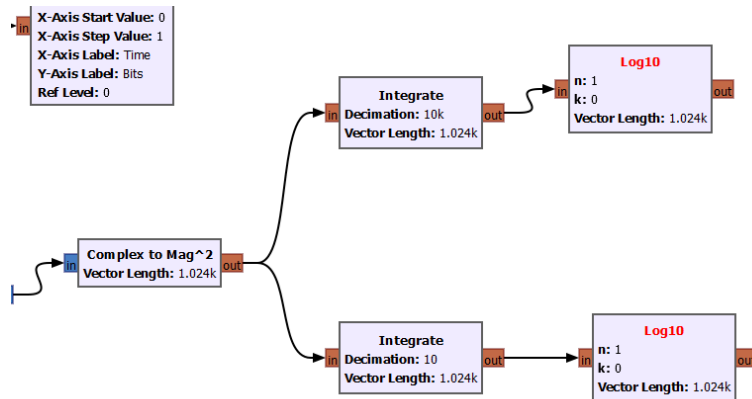 in
X-Axis Start Value: 0
X-Axis Step Value: 1
X-Axis Label: Time
Y-Axis Label: Bits
Ref Level: 0
in
Integrate
Decimation: 10k
Vector Length: 1.024k
out
in
Log10
n: 1
k: 0
Vector Length: 1.024k
out
in
Complex to Mag^2
Vector Length: 1.024k
out
in
Integrate
Decimation: 10
Vector Length: 1.024k
out
in
Log10
n: 1
k: 0
Vector Length: 1.024k
out